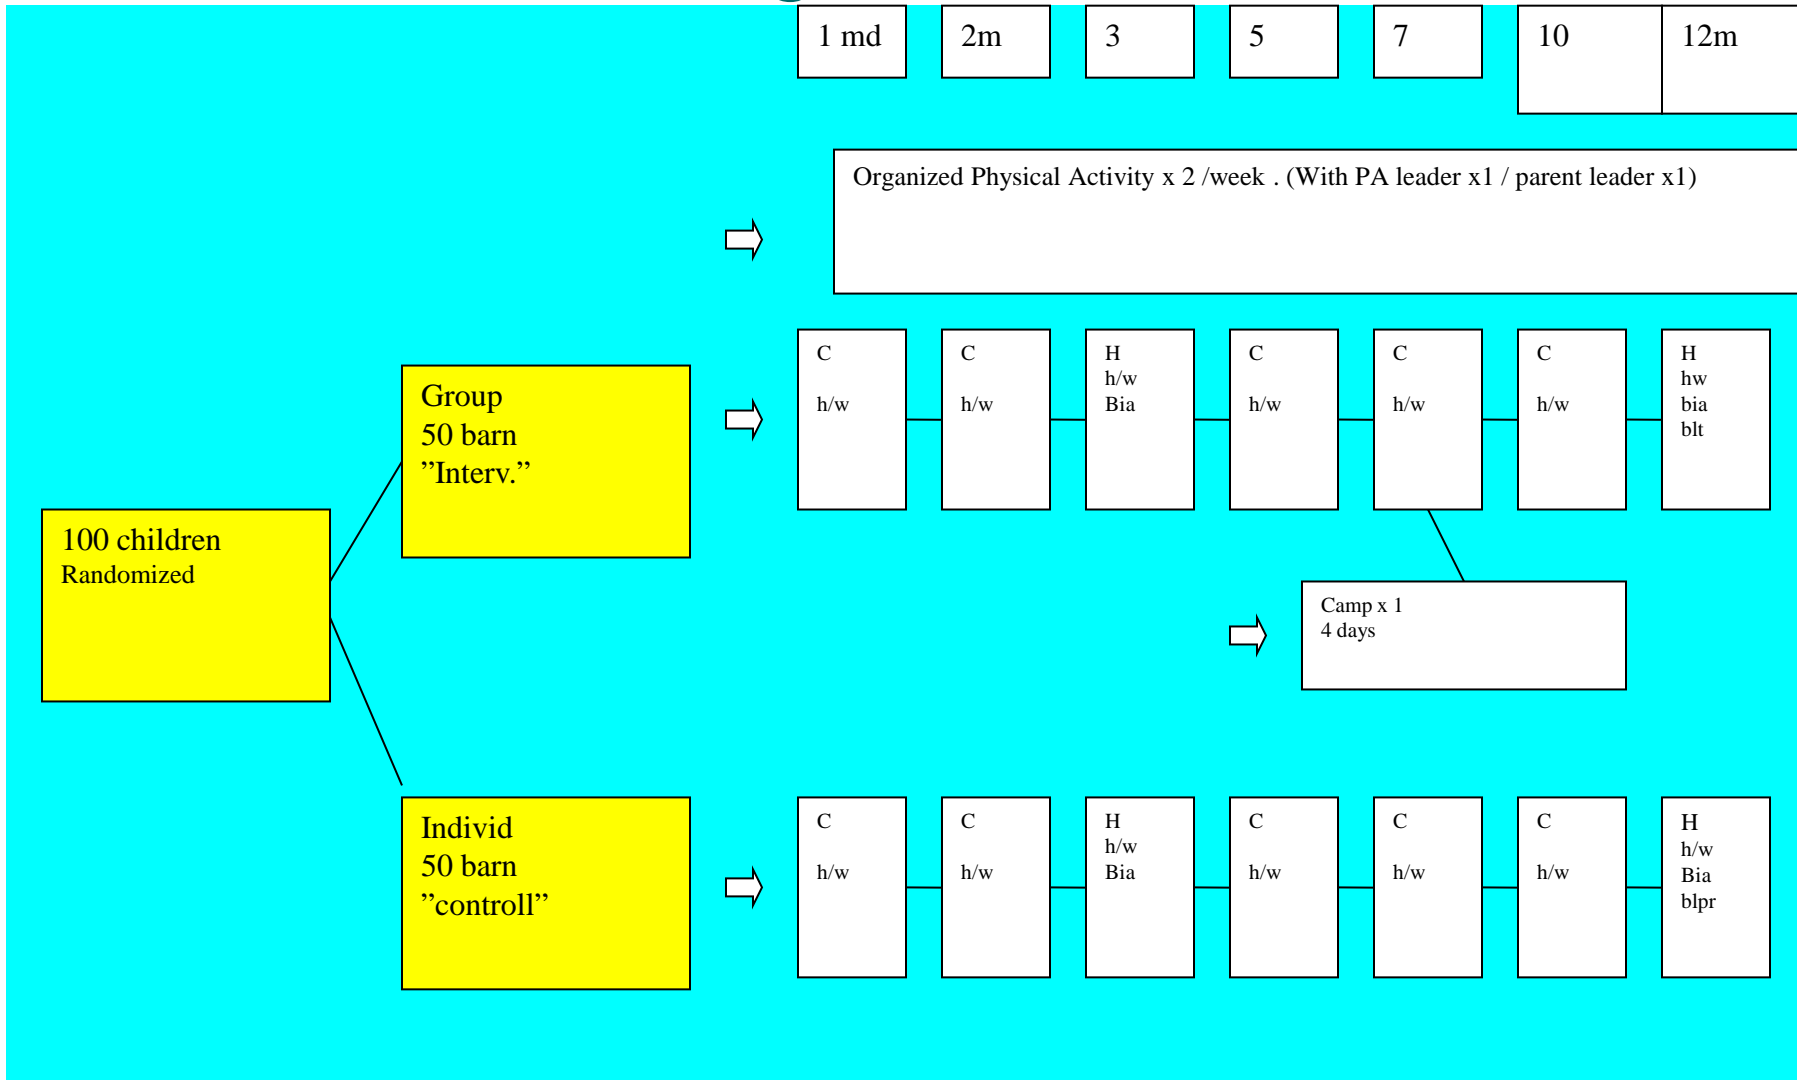 1 md
2m
3
5
7
10
12m
Organized Physical Activity x 2 /week . (With PA leader x1 / parent leader x1)
C
h/w
C
h/w
H
h/w
Bia
C
h/w
C
h/w
C
h/w
H
hw
bia
blt
Group
50 barn
”Interv.”
100 children
Randomized
Camp x 1
4 days
Individ
50 barn
”controll”
C
h/w
C
h/w
H
h/w
Bia
C
h/w
C
h/w
C
h/w
H
h/w
Bia
blpr